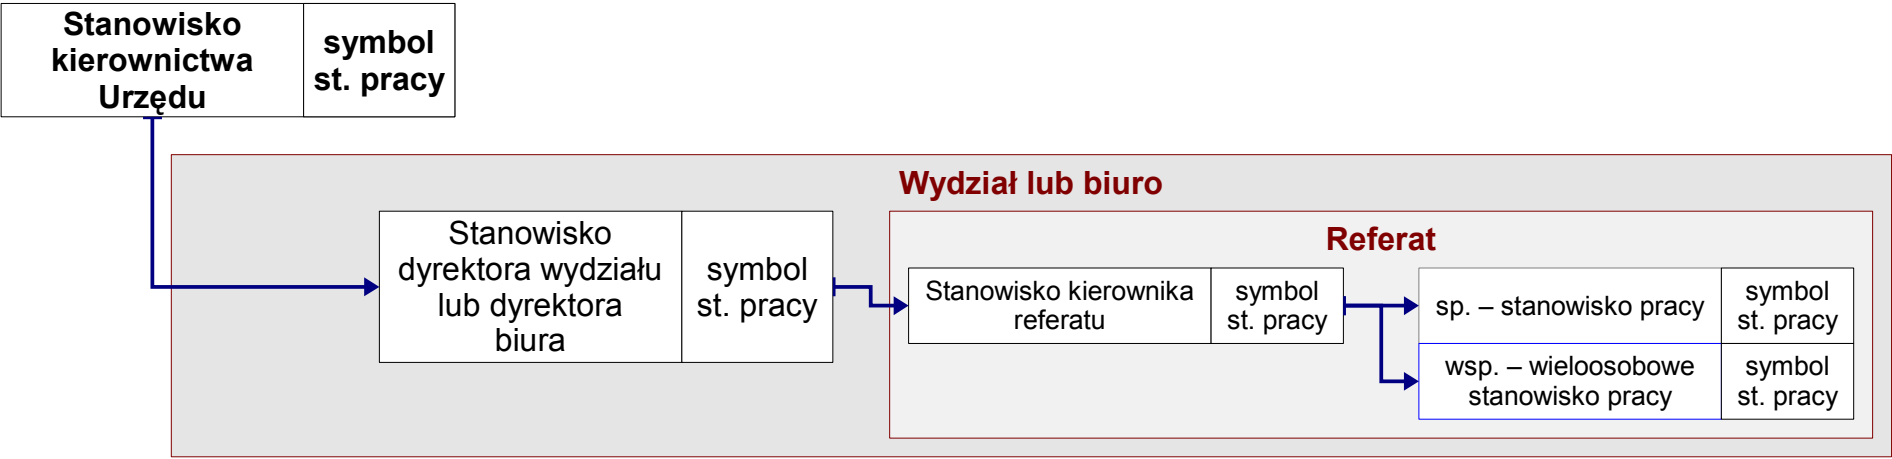 Stanowisko
kierownictwa
Urzędu
symbol
st. pracy
Wydział lub biuro
Stanowisko
dyrektora wydziału
lub dyrektora
biura
symbol
st. pracy
Referat
Stanowisko kierownika
referatu
symbol
st. pracy
sp. – stanowisko pracy
symbol
st. pracy
wsp. – wieloosobowe
stanowisko pracy
symbol
st. pracy